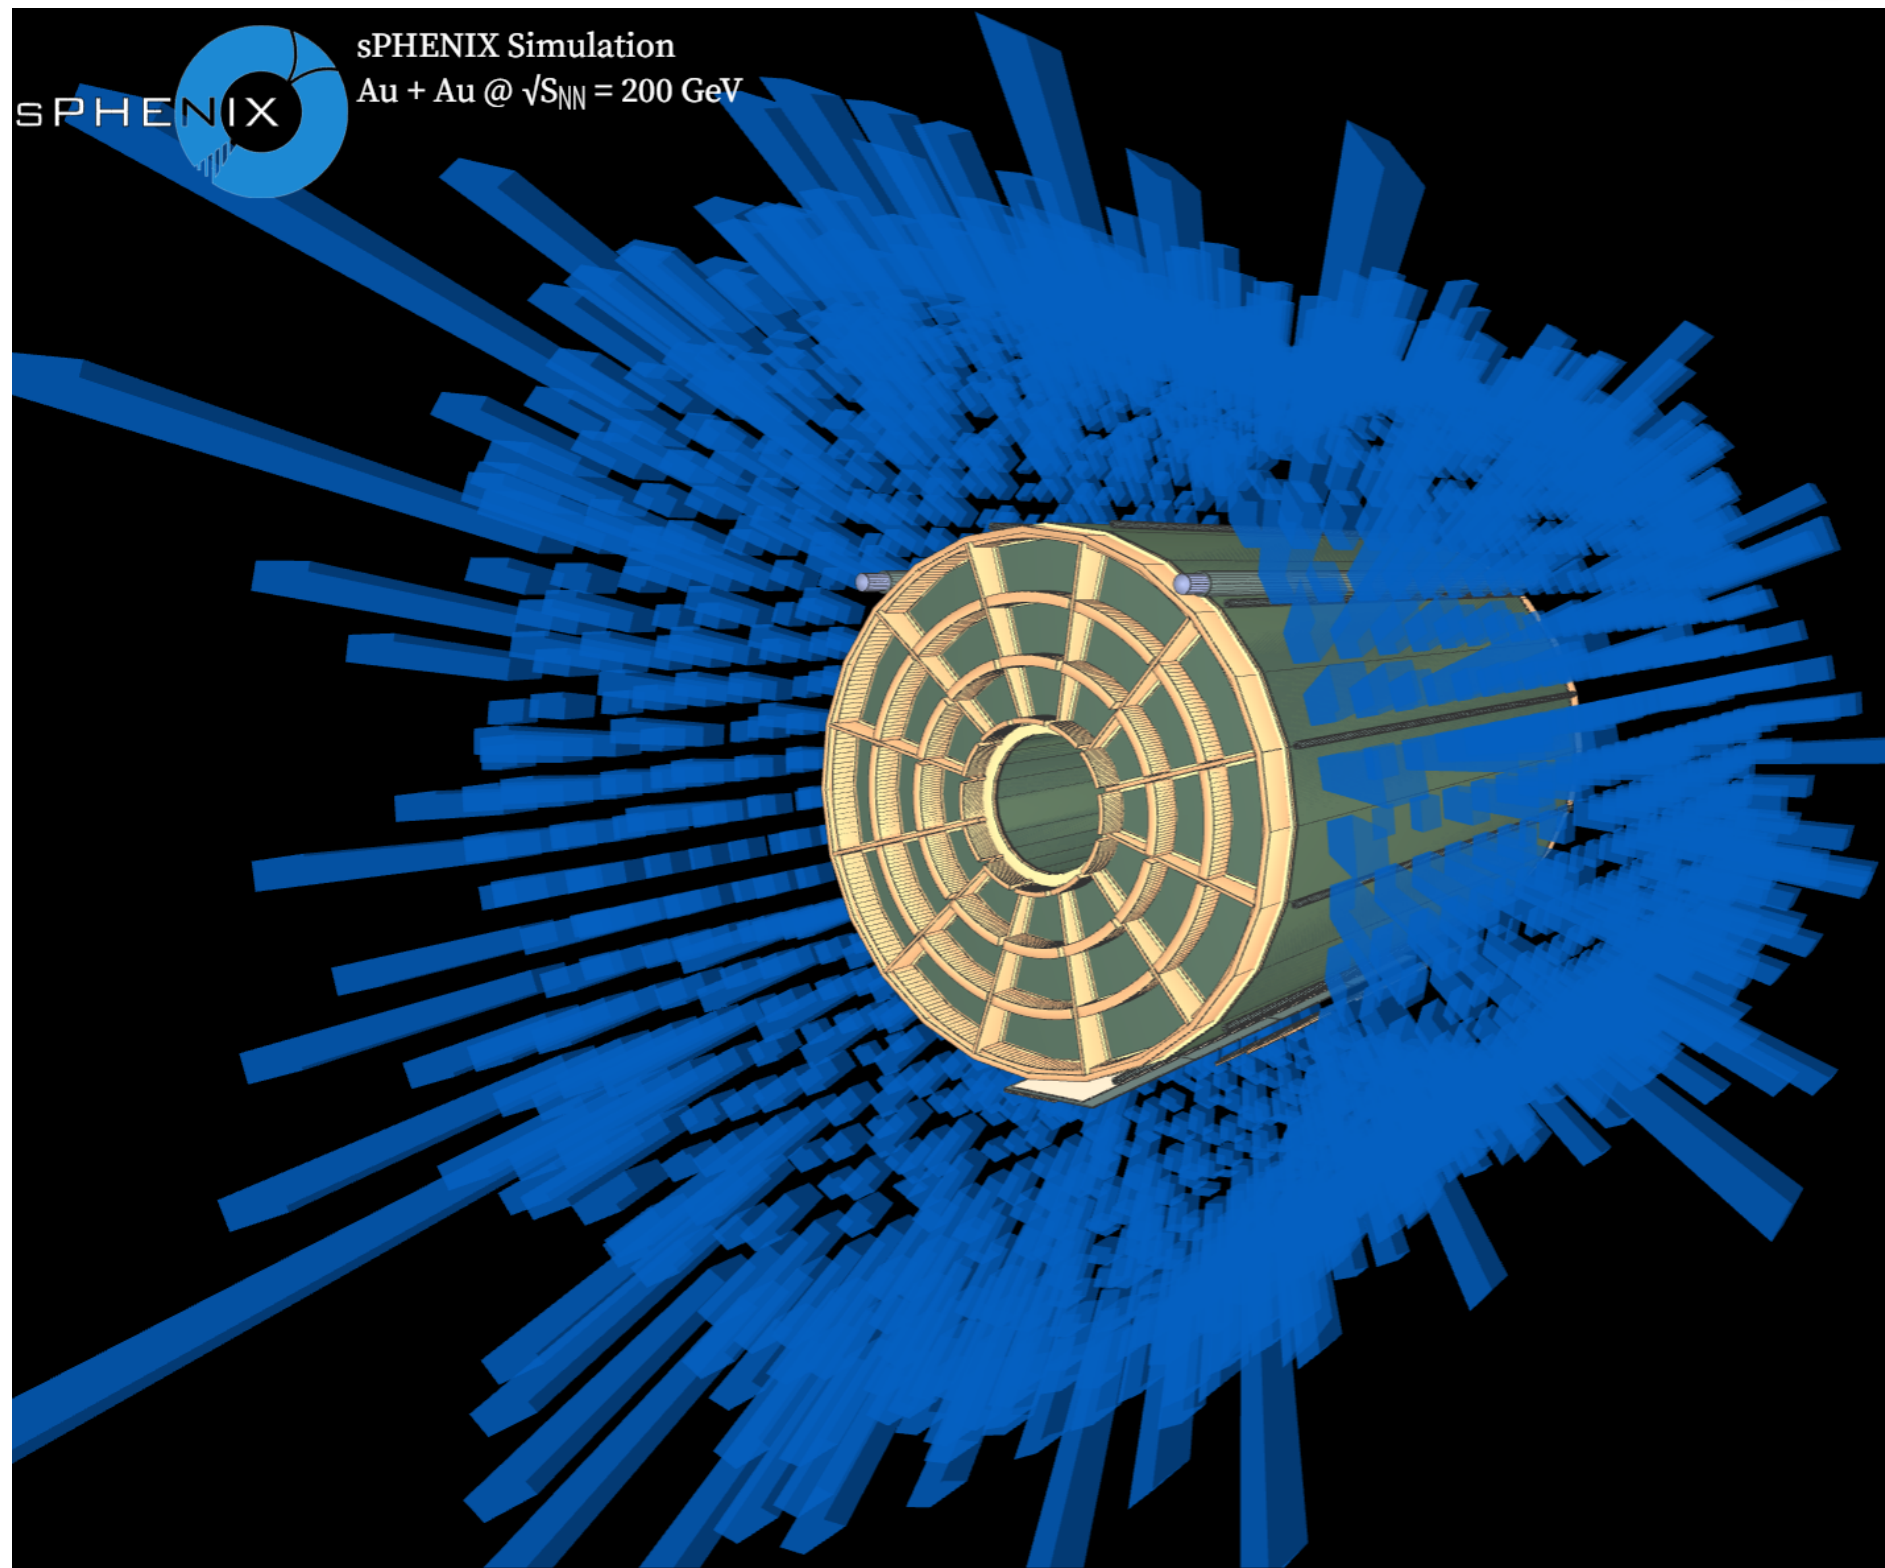 sPHENIX Simulation
Au + Au @ √SNN = 200 GeV
sPHENIX